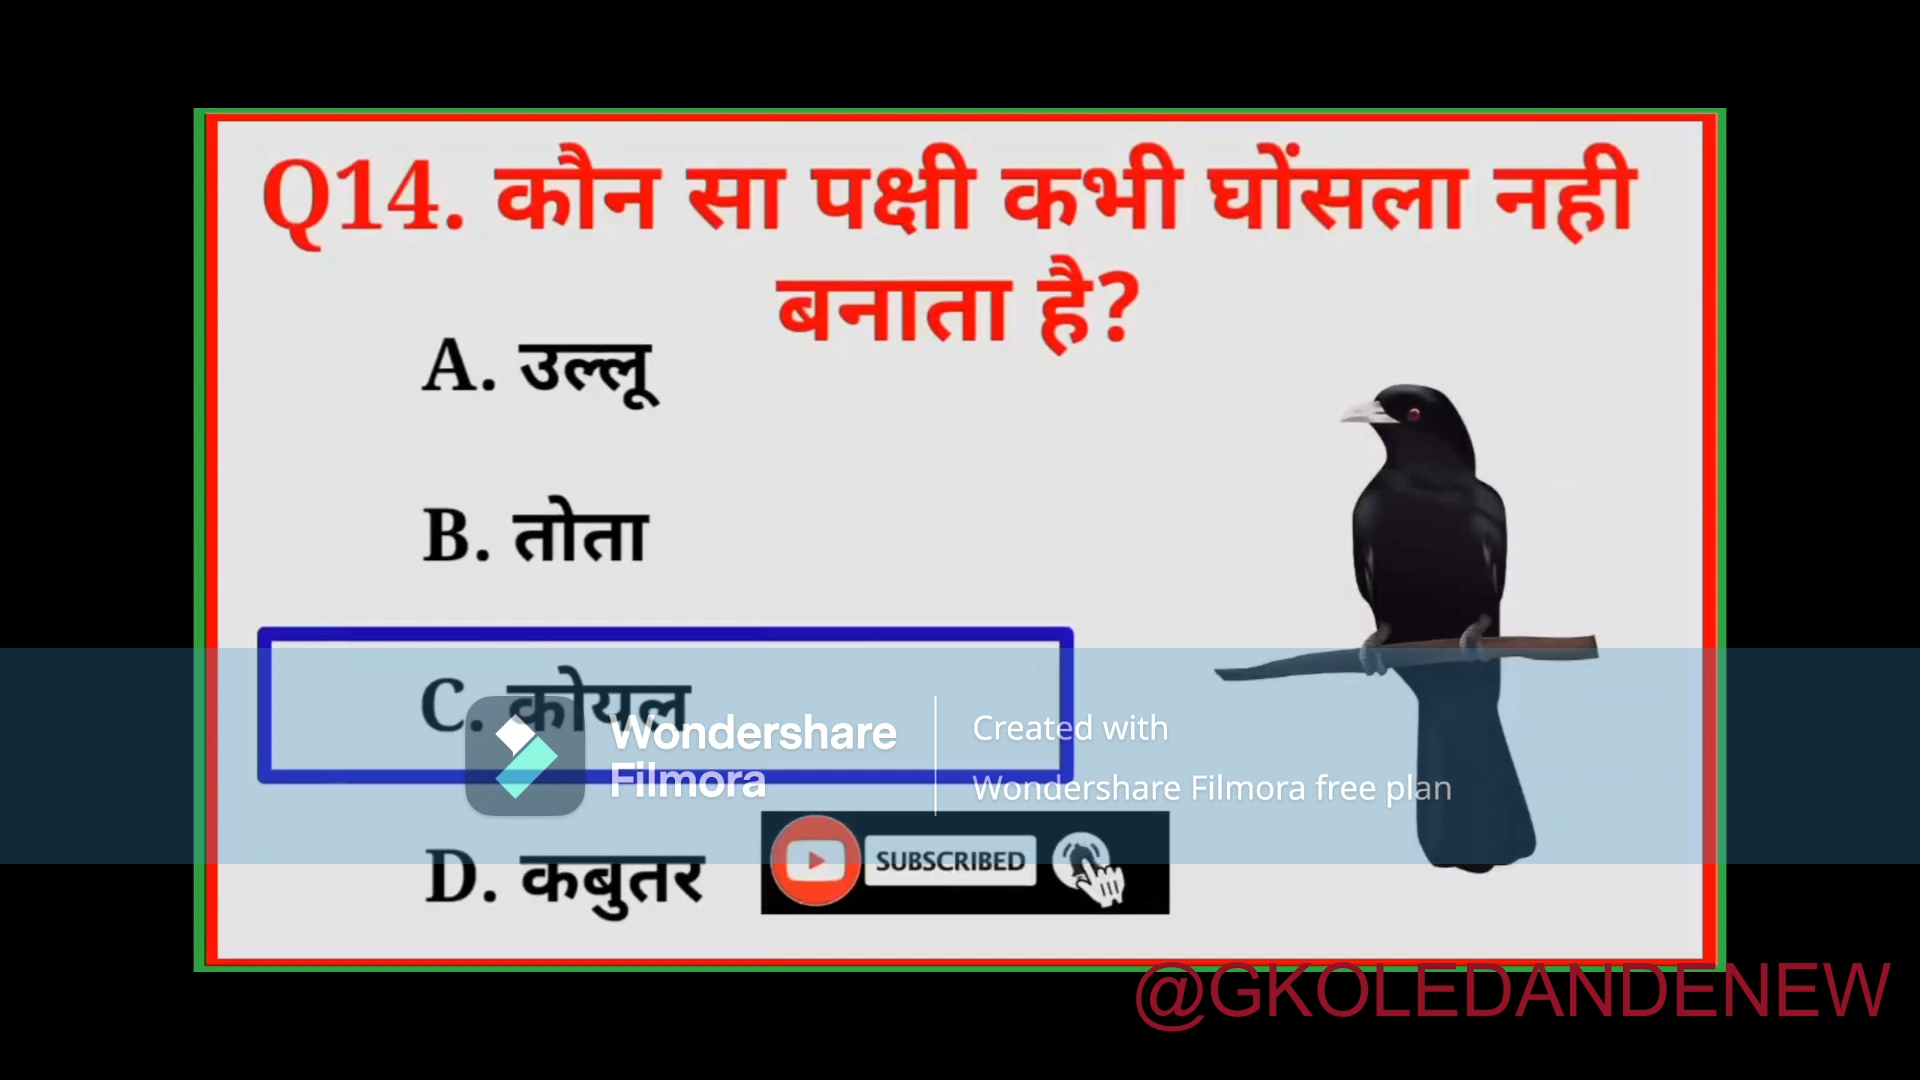 Q14. कौन सा पक्षी कभी घोंसला नही
बनाता है?
A. उल्लू
B. तोता
C. कोयल
Wondershare
Filmora
Created with
Wondershare Filmora free plan
D. कबुतर
SUBSCRIBED
@GKOLEDANDENEW